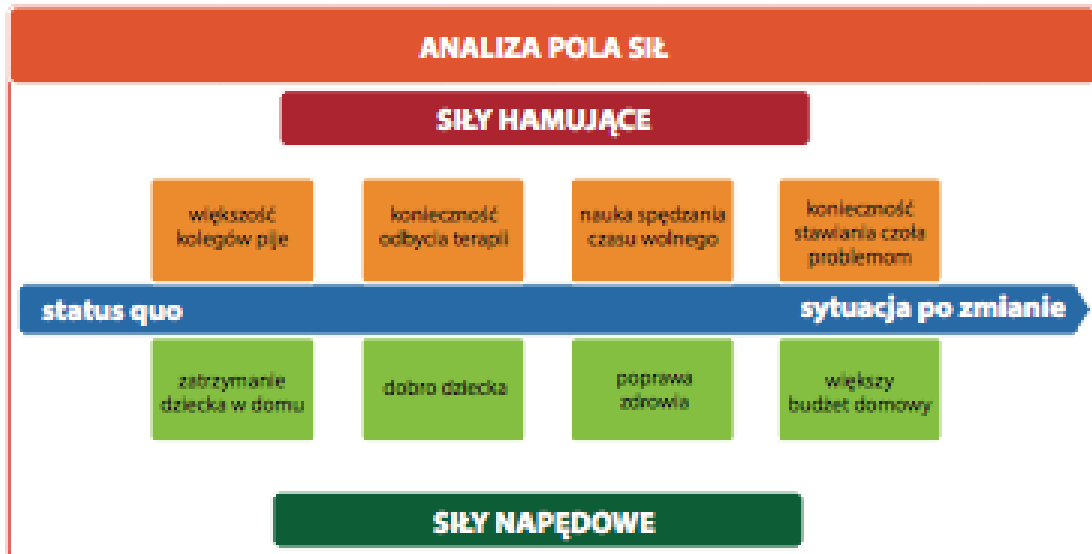 ANALIZA POLA SIŁ
SIŁY HAMUJĄCE
większość
kolegów pije
konieczność
odbycia terapii
nauka spędzania
czasu wolnego
konieczność
stawiania czoła
problemom
status quo
sytuacja po zmianie
zatrzymanie
dziecka w domu
dobro dziecka
poprawa
zdrowia
większy
budżet domowy
SIŁY NAPĘDOWE